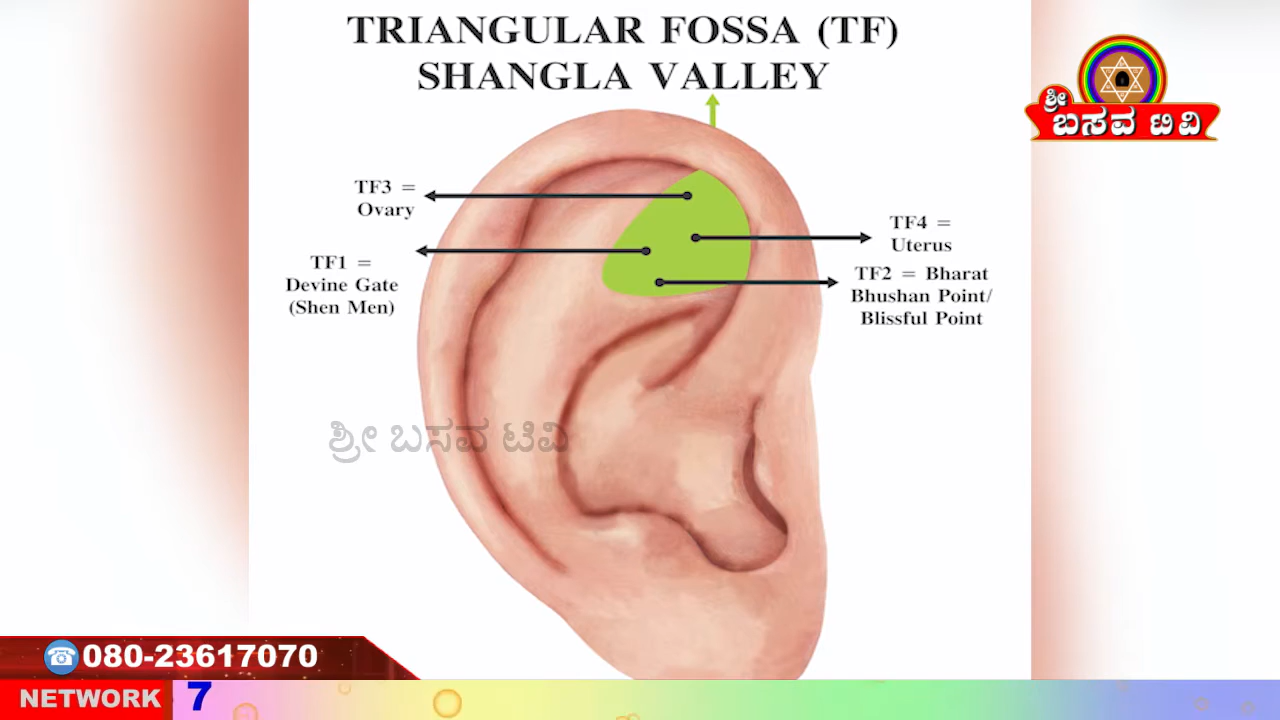 TRIANGULAR FOSSA (TF)
SHANGLA VALLEY
ಶ್ರೀ
ಬಸವ ಟಿವಿ
TF3 =
Ovary
TF1 =
Devine Gate
(Shen Men)
TF4 =
Uterus
TF2 = Bharat
Bhushan Point/
Blissful Point
ಶ್ರೀ ಬಸವ ಟಿವಿ
080-23617070
NETWORK 7